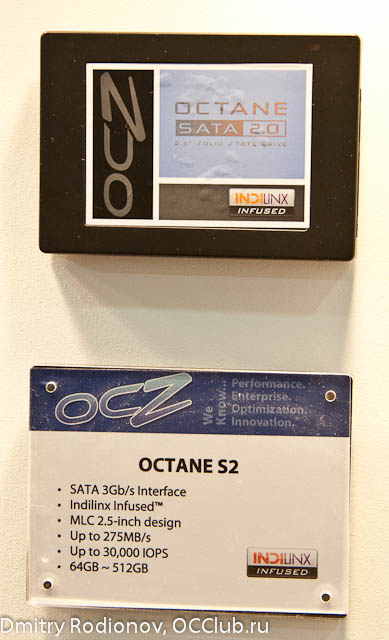 OCZ
OCTANE
SATA 2.0
2.5" SOLID STATE DRIVE
INDILINX
INFUSED
OCZ
We Know...
Performance.
Enterprise.
Optimization.
Innovation.
OCTANE S2
• SATA 3Gb/s Interface
• Indilinx Infused™
• MLC 2.5-inch design
• Up to 275MB/s
• Up to 30,000 IOPS
• 64GB ~ 512GB
INDILINX
INFUSED
Dmitry Rodionov, OCClub.ru